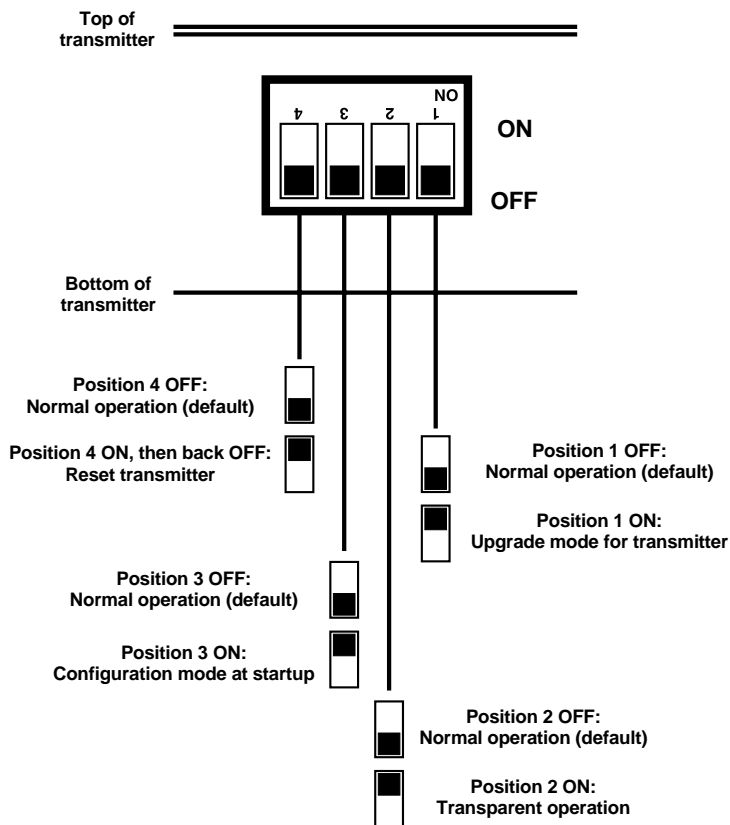 Top of
transmitter
ON
4 3 2 1
ON
OFF
Bottom of
transmitter
Position 4 OFF:
Normal operation (default)
Position 4 ON, then back OFF:
Reset transmitter
Position 1 OFF:
Normal operation (default)
Position 1 ON:
Upgrade mode for transmitter
Position 3 OFF:
Normal operation (default)
Position 3 ON:
Configuration mode at startup
Position 2 OFF:
Normal operation (default)
Position 2 ON:
Transparent operation